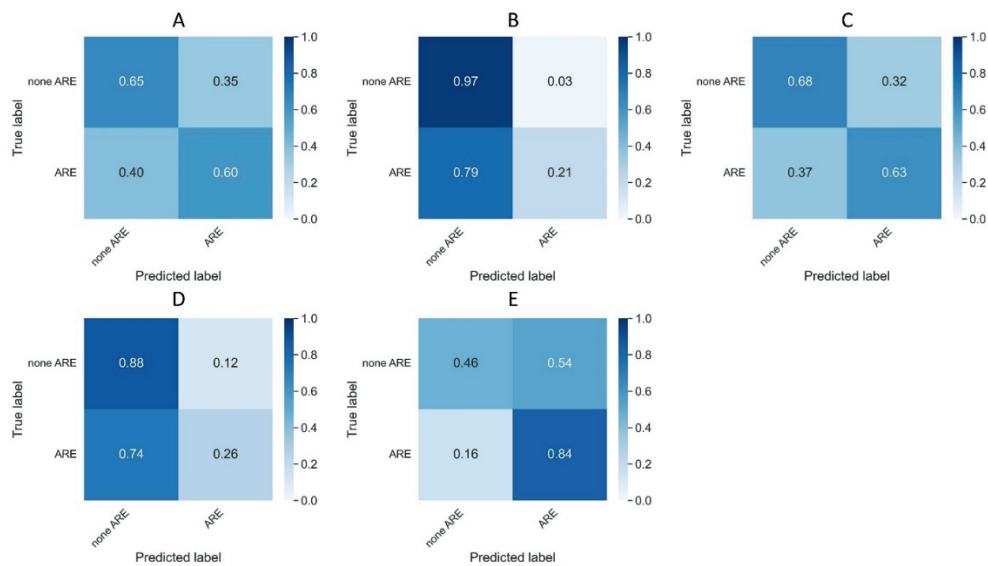 A
True label
none ARE
ARE
0.65
0.35
0.40
0.60
1.0
0.8
0.6
0.4
0.2
0.0
none ARE
ARE
Predicted label
B
True label
none ARE
ARE
0.97
0.03
0.79
0.21
1.0
0.8
0.6
0.4
0.2
0.0
none ARE
ARE
Predicted label
C
True label
none ARE
ARE
0.68
0.32
0.37
0.63
1.0
0.8
0.6
0.4
0.2
0.0
none ARE
ARE
Predicted label
D
True label
none ARE
ARE
0.88
0.12
0.74
0.26
1.0
0.8
0.6
0.4
0.2
0.0
none ARE
ARE
Predicted label
E
True label
none ARE
ARE
0.46
0.54
0.16
0.84
1.0
0.8
0.6
0.4
0.2
0.0
none ARE
ARE
Predicted label